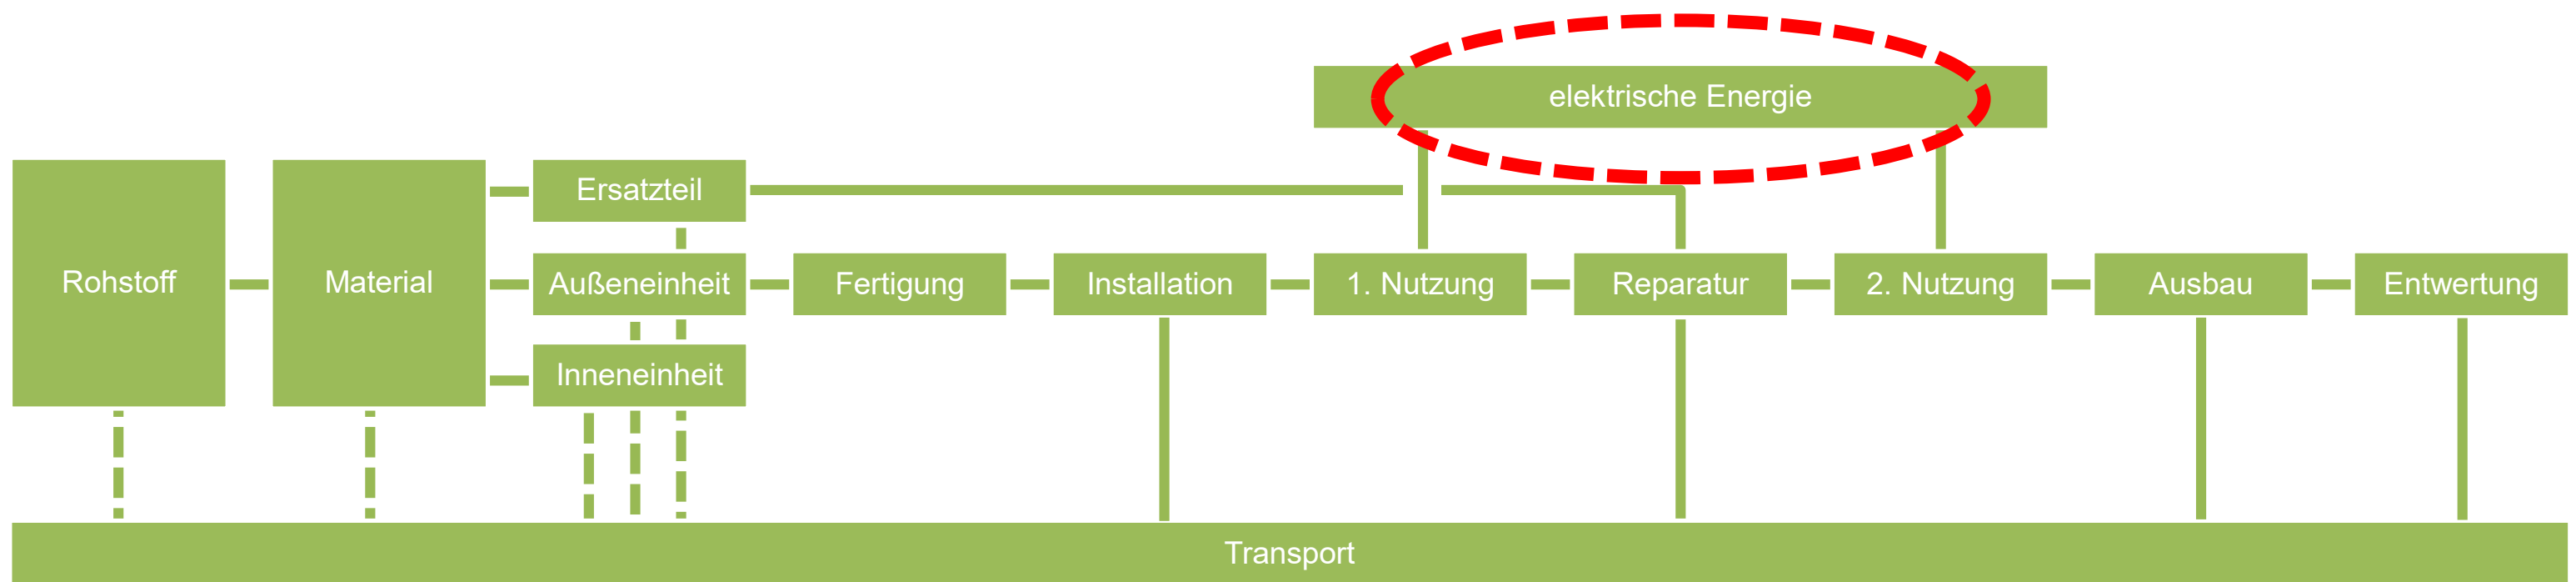 elektrische Energie
Ersatzteil
Rohstoff
Material
Außeneinheit
Fertigung
Installation
1. Nutzung
Reparatur
2. Nutzung
Ausbau
Entwertung
Inneneinheit
Transport